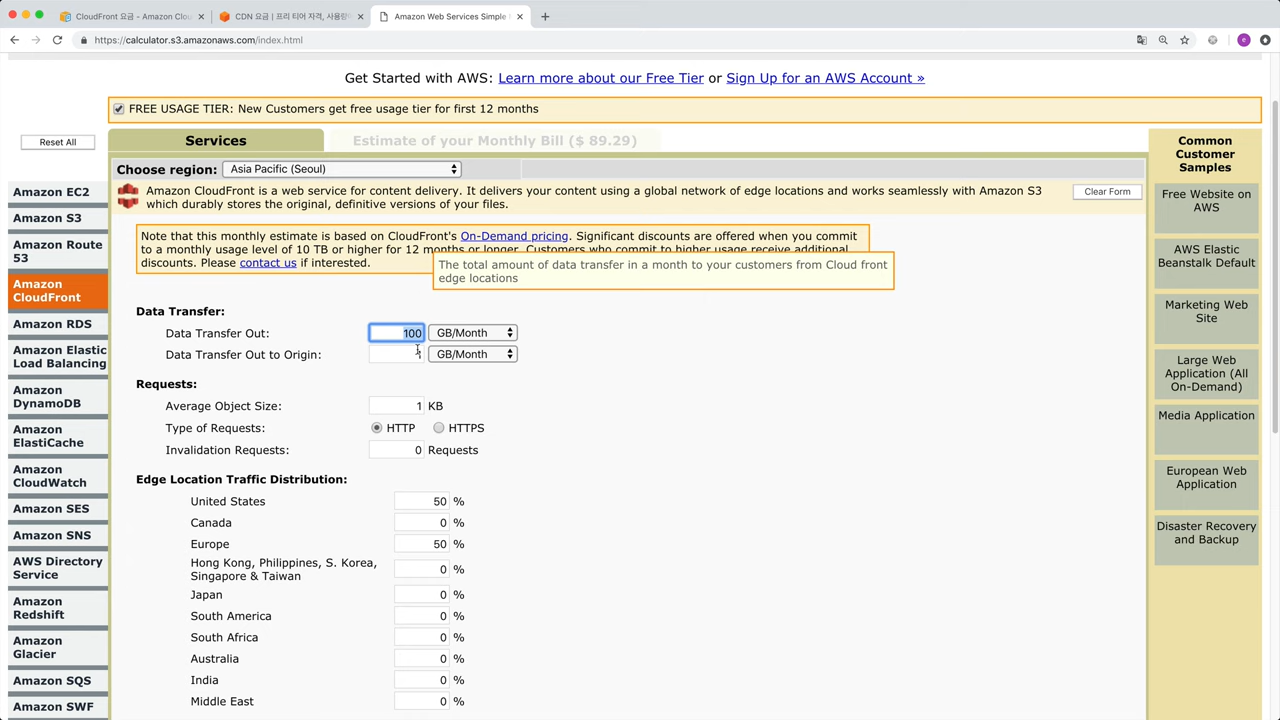 CloudFront 요금 - Amazon Clou
CDN 요금 | 프리 티어 자격, 사용량
Amazon Web Services Simple
https://calculator.s3.amazonaws.com/index.html
e
Get Started with AWS: Learn more about our Free Tier or Sign Up for an AWS Account »
FREE USAGE TIER: New Customers get free usage tier for first 12 months
Reset All
Services
Estimate of your Monthly Bill ($ 89.29)
Choose region: Asia Pacific (Seoul)
Amazon CloudFront is a web service for content delivery. It delivers your content using a global network of edge locations and works seamlessly with Amazon S3
which durably stores the original, definitive versions of your files.
Clear Form
Note that this monthly estimate is based on CloudFront's On-Demand pricing. Significant discounts are offered when you commit
to a monthly usage level of 10 TB or higher for 12 months or longer. Customers who commit to higher usage receive additional
discounts. Please contact us if interested.
The total amount of data transfer in a month to your customers from Cloud front
edge locations
Data Transfer:
Data Transfer Out: 100 GB/Month
Data Transfer Out to Origin: GB/Month
Requests:
Average Object Size: 1 KB
Type of Requests: HTTP HTTPS
Invalidation Requests: 0 Requests
Edge Location Traffic Distribution:
United States 50 %
Canada 0 %
Europe 50 %
Hong Kong, Philippines, S. Korea,
Singapore & Taiwan 0 %
Japan 0 %
South America 0 %
South Africa 0 %
Australia 0 %
India 0 %
Middle East 0 %
Amazon EC2
Amazon S3
Amazon Route
53
Amazon
CloudFront
Amazon RDS
Amazon Elastic
Load Balancing
Amazon
DynamoDB
Amazon
ElastiCache
Amazon
CloudWatch
Amazon SES
Amazon SNS
AWS Directory
Service
Amazon
Redshift
Amazon
Glacier
Amazon SQS
Amazon SWF
Common
Customer
Samples
Free Website on
AWS
AWS Elastic
Beanstalk Default
Marketing Web
Site
Large Web
Application (All
On-Demand)
Media Application
European Web
Application
Disaster Recovery
and Backup